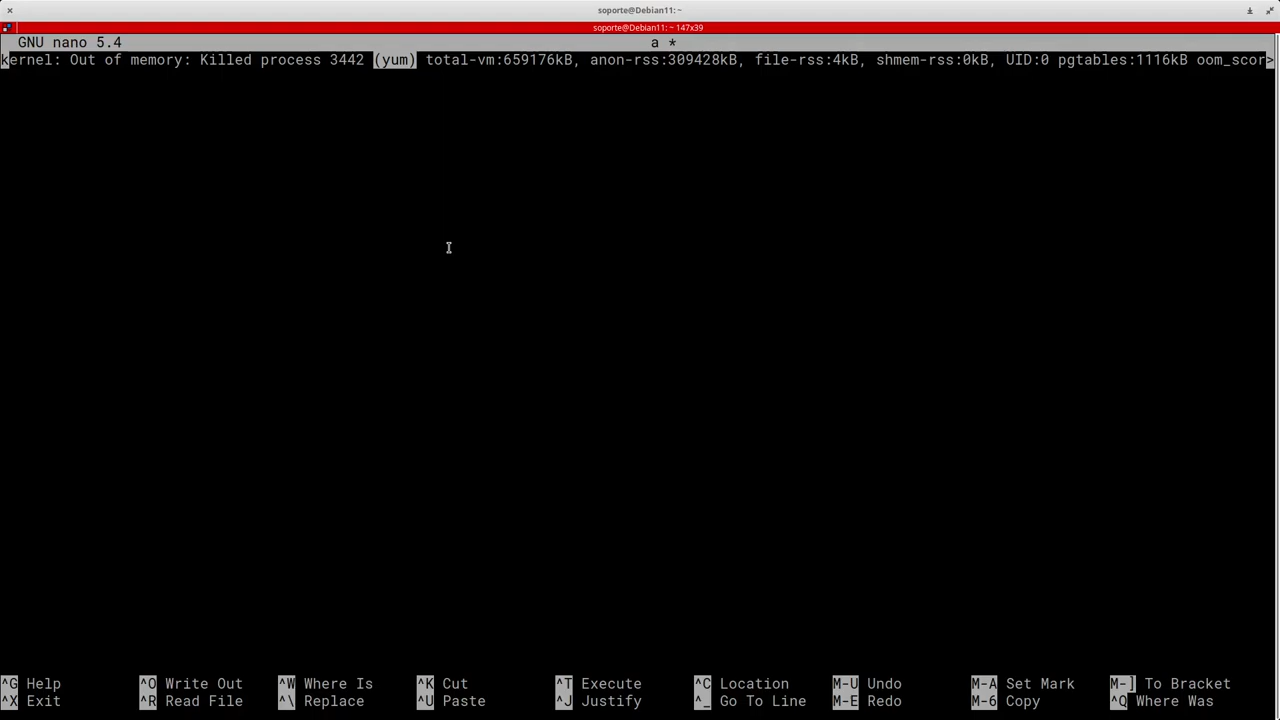 soporte@Debian11: ~
soporte@Debian11: ~ 147x39
GNU nano 5.4 a *
kernel: Out of memory: Killed process 3442 (yum) total-vm:659176kB, anon-rss:309428kB, file-rss:4kB, shmem-rss:0kB, UID:0 pgtables:1116kB oom_scor>
^G Help ^O Write Out ^W Where Is ^K Cut ^T Execute ^C Location M-U Undo M-A Set Mark M-] To Bracket
^X Exit ^R Read File ^\ Replace ^U Paste ^J Justify ^_ Go To Line M-E Redo M-6 Copy ^Q Where Was